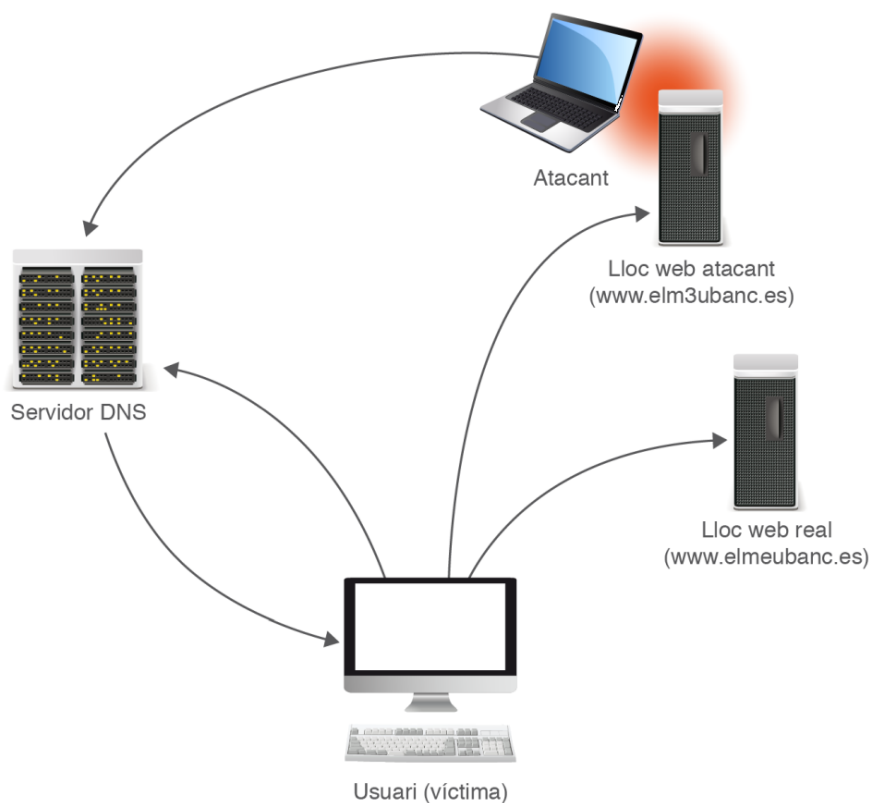 Atacant
Lloc web atacant
(www.elm3ubanc.es)
Servidor DNS
Lloc web real
(www.elmeubanc.es)
Usuari (víctima)